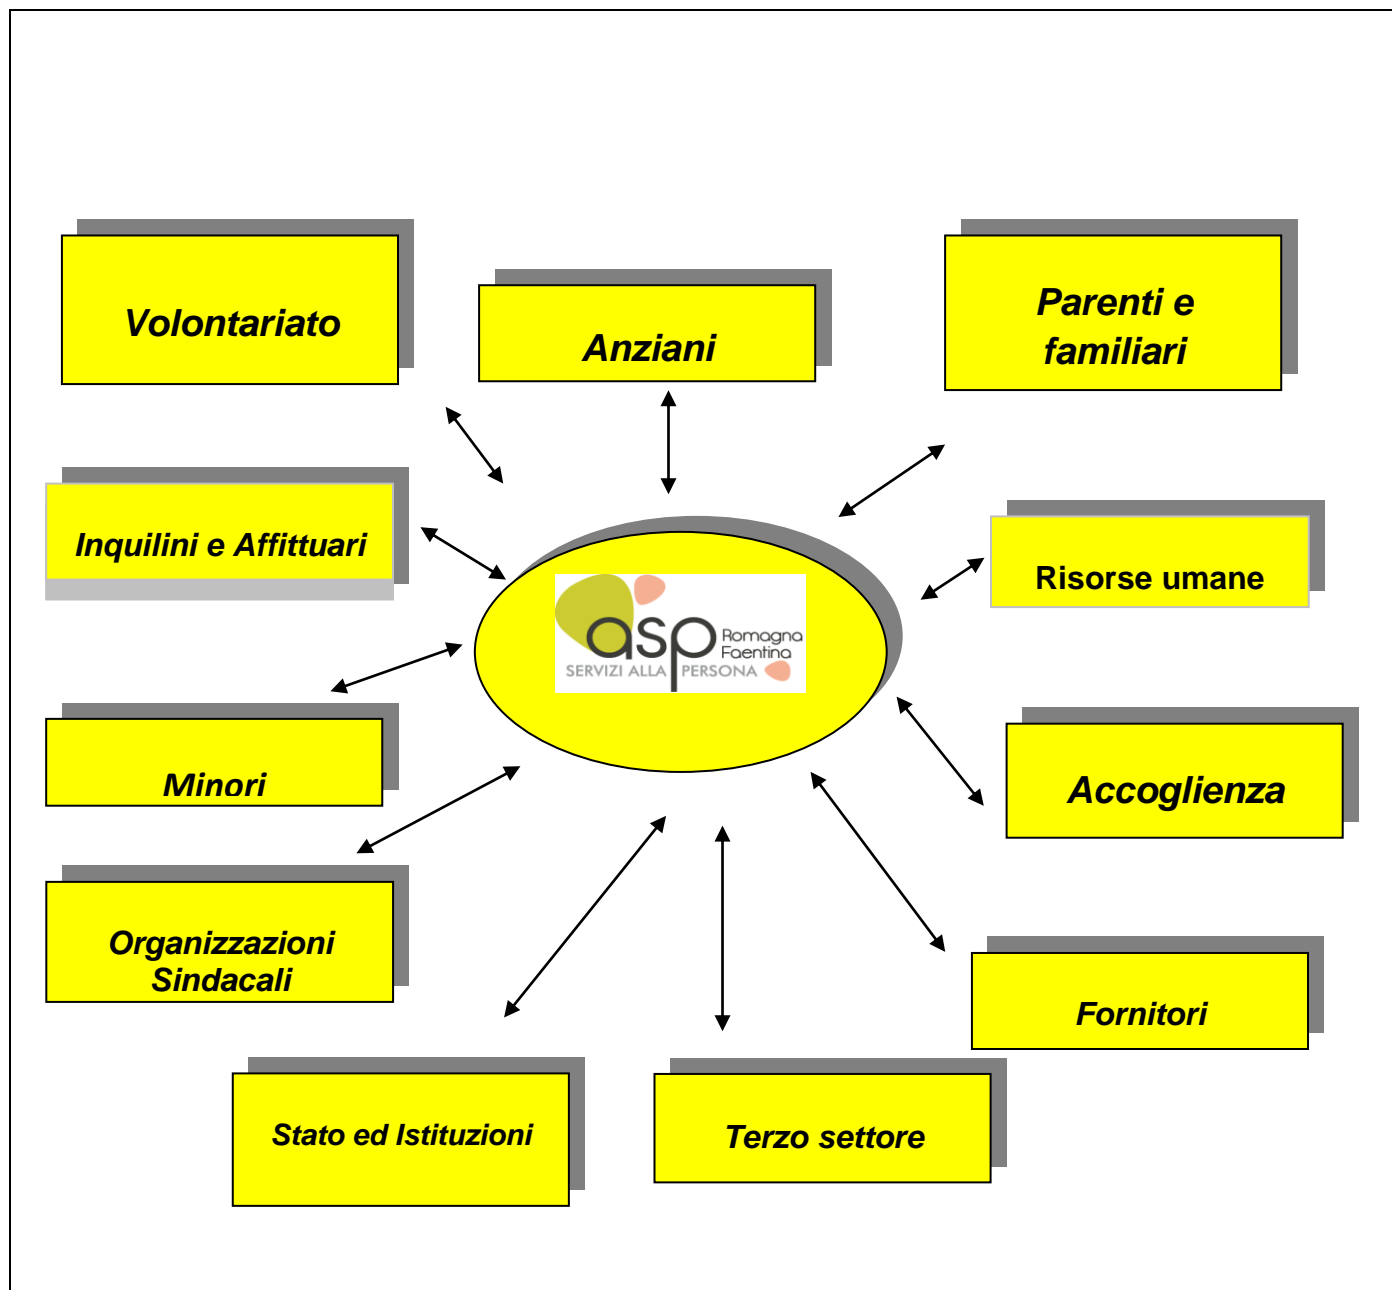 Volontariato
Anziani
Parenti e
familiari
Inquilini e Affittuari
Risorse umane
asp Romagna
Faentina
SERVIZI ALLA PERSONA
Minori
Accoglienza
Organizzazioni
Sindacali
Fornitori
Stato ed Istituzioni
Terzo settore